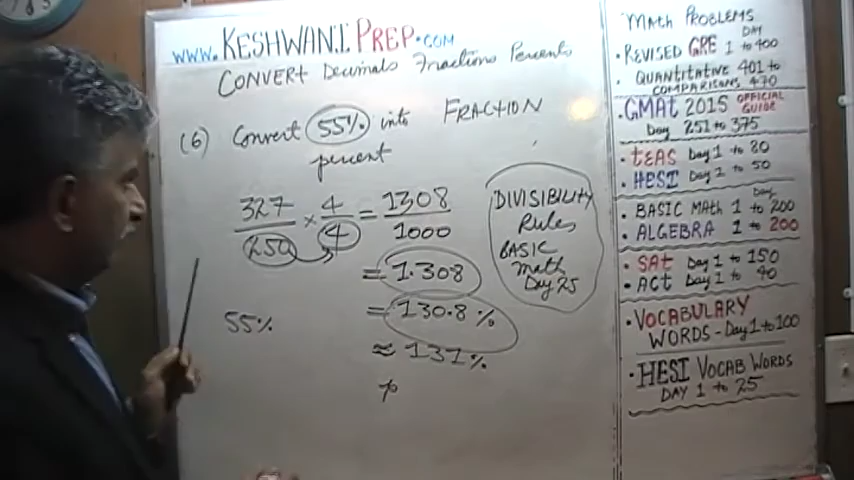 www.KESHWANI PREP.COM
CONVERT Decimals Fractions Percents
(6) Convert 55% into FRACTION
percent
327/250 × 4/4 = 1308/1000
= 1.308
= 130.8 %
≈ 131%
55%
DIVISIBILITY
Rules
BASIC
Math
Day 25
MATH PROBLEMS
• REVISED GRE DAY 1 to 400
• QUANTITATIVE 401 to
COMPARISONS 470
• GMAT 2015 OFFICIAL GUIDE
Day 251 to 375
• TEAS Day 1 to 80
• HESI Day 1 to 50
Day
• BASIC MATH 1 to 200
• ALGEBRA 1 to 200
• SAT Day 1 to 150
• ACT Day 1 to 40
• VOCABULARY
WORDS - Day 1 to 100
• HESI VOCAB WORDS
DAY 1 to 25